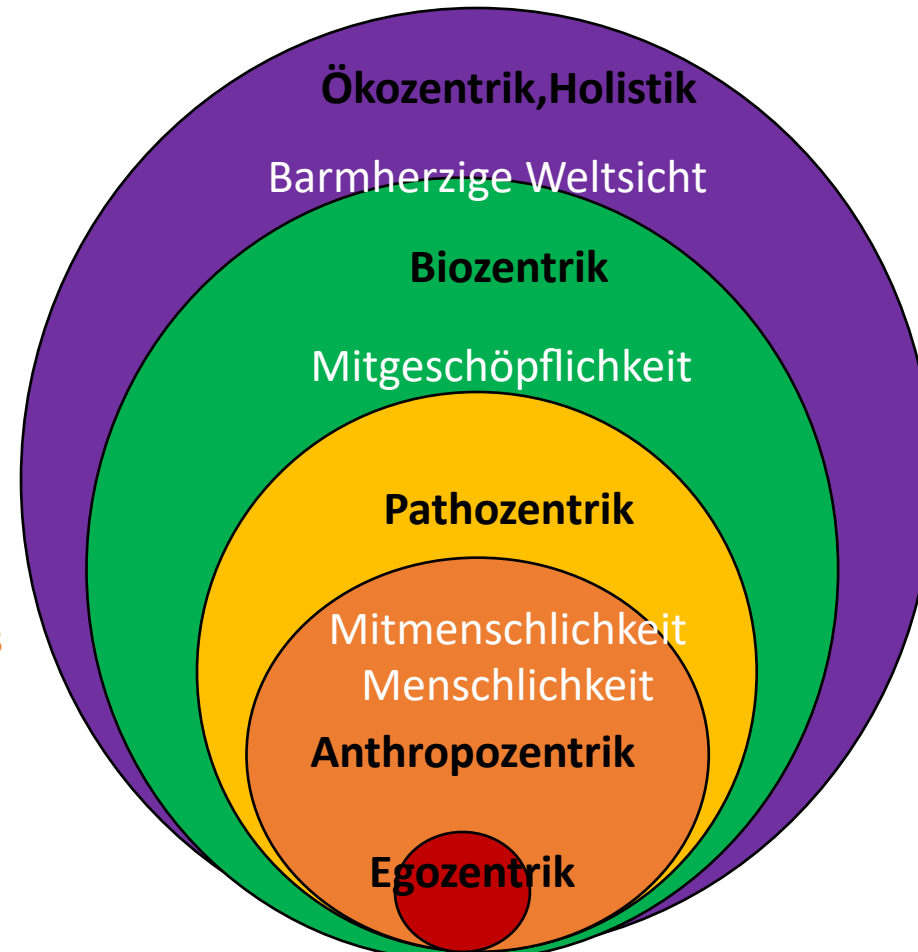 Ökozentrik,Holistik
Barmherzige Weltsicht
Biozentrik
Mitgeschöpflichkeit
Pathozentrik
Mitmenschlichkeit
Menschlichkeit
Anthropozentrik
Egozentrik